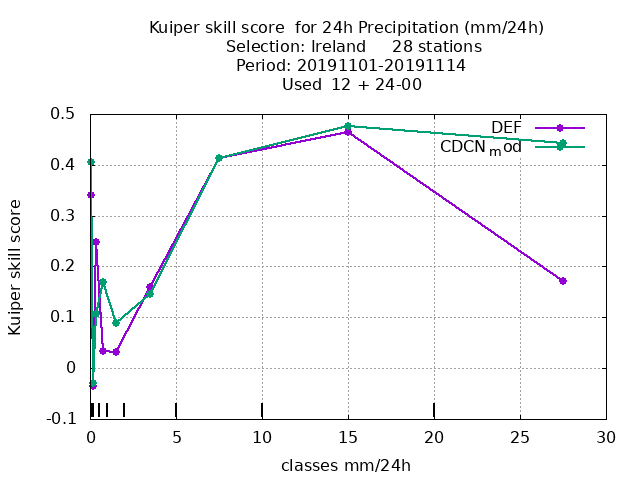 Kuiper skill score  for 24h Precipitation (mm/24h)
Selection: Ireland     28 stations
Period: 20191101-20191114
Used  12 + 24-00
DEF
CDCNmod
0.5
0.4
0.3
0.2
0.1
0
-0.1
Kuiper skill score
0 5 10 15 20 25 30
classes mm/24h